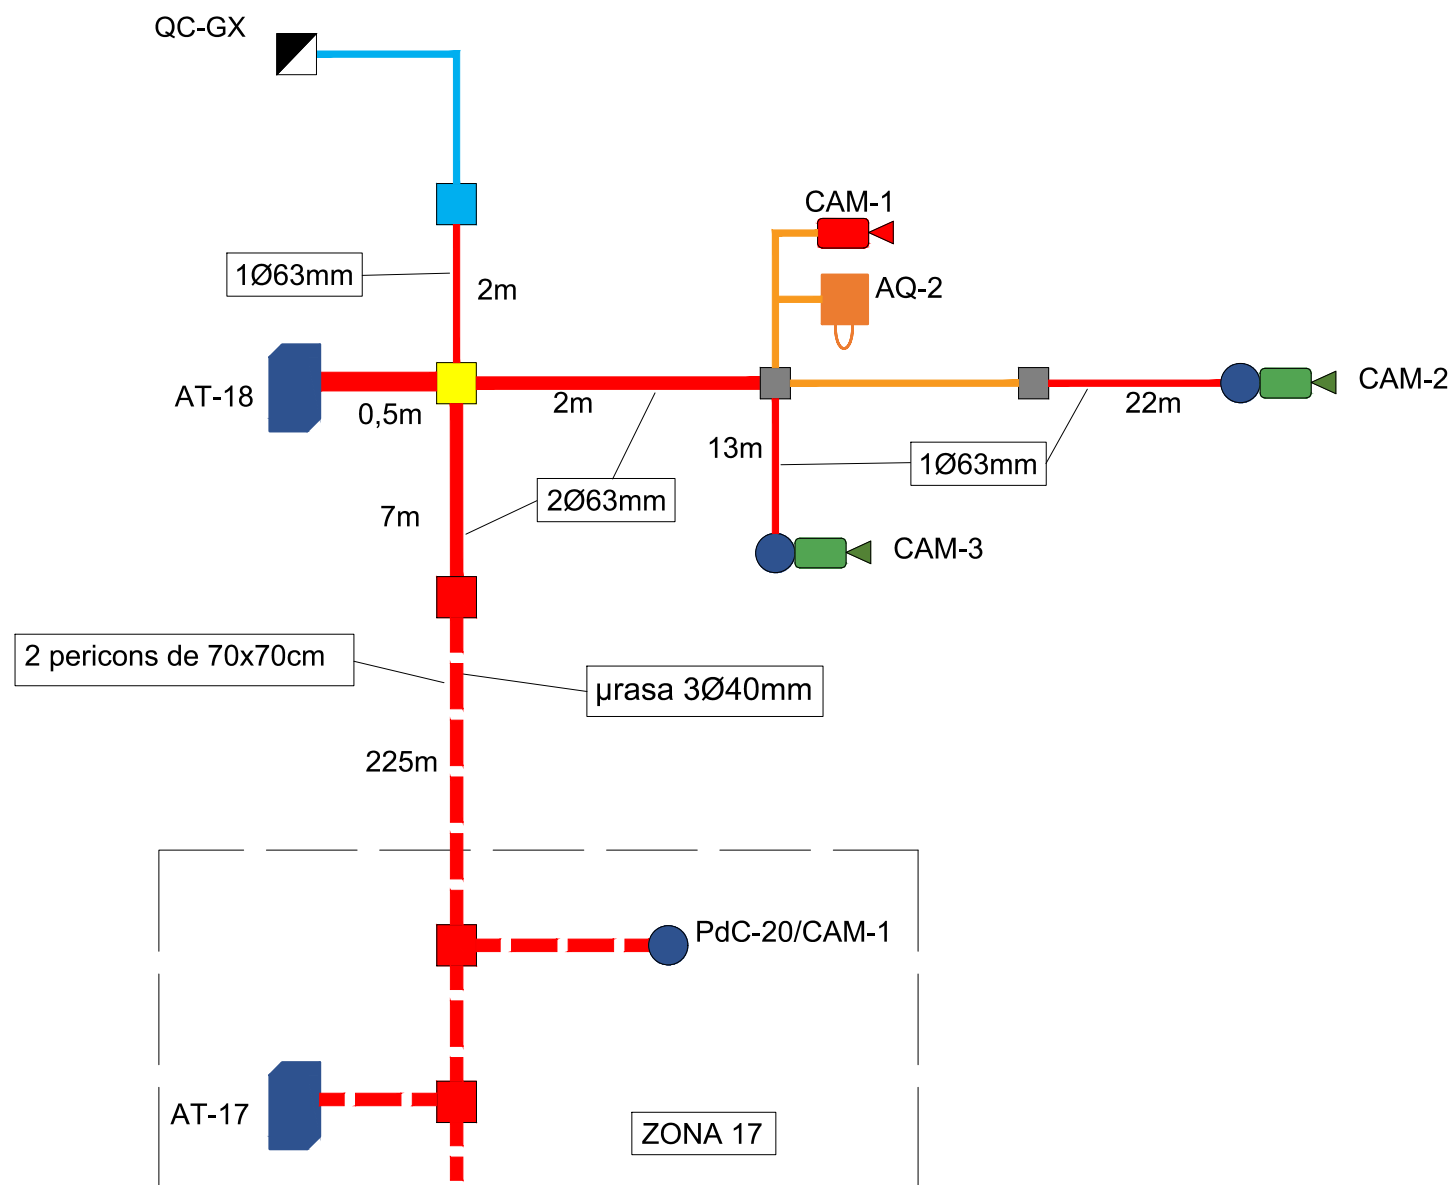 QC-GX
CAM-1
1Ø63mm
2m
AQ-2
AT-18
0,5m
2m
CAM-2
22m
13m
1Ø63mm
2Ø63mm
7m
CAM-3
2 pericons de 70x70cm
µrasa 3Ø40mm
225m
PdC-20/CAM-1
AT-17
ZONA 17